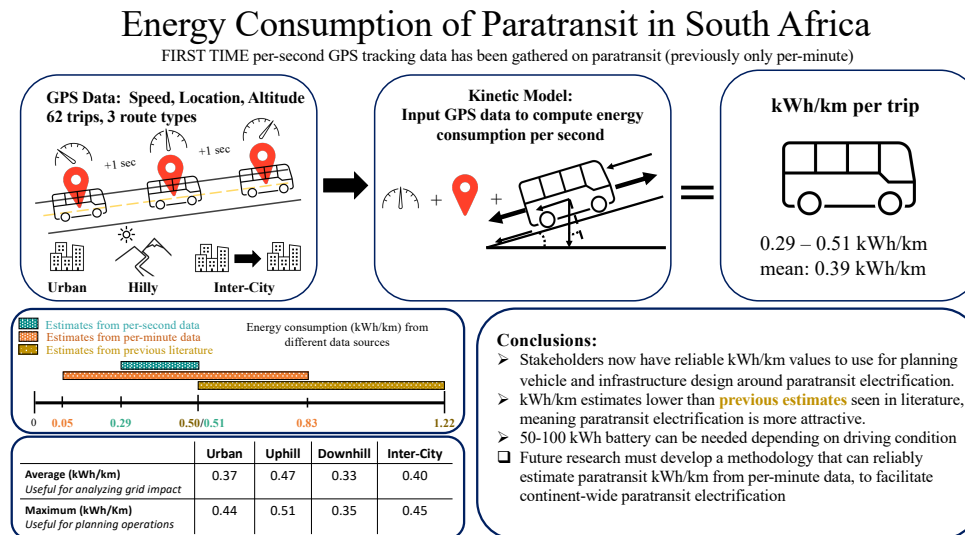 Energy Consumption of Paratransit in South Africa
FIRST TIME per-second GPS tracking data has been gathered on paratransit (previously only per-minute)
GPS Data: Speed, Location, Altitude
62 trips, 3 route types
+1 sec
+1 sec
Urban
Hilly
Inter-City
Kinetic Model:
Input GPS data to compute energy
consumption per second
+
+
=
kWh/km per trip
0.29 – 0.51 kWh/km
mean: 0.39 kWh/km
Estimates from per-second data
Estimates from per-minute data
Estimates from previous literature
Energy consumption (kWh/km) from
different data sources
0
0.05
0.29
0.50/0.51
0.83
1.22
Urban Uphill Downhill Inter-City
Average (kWh/km) 0.37 0.47 0.33 0.40
Useful for analyzing grid impact
Maximum (kWh/Km) 0.44 0.51 0.35 0.45
Useful for planning operations
Conclusions:
➢ Stakeholders now have reliable kWh/km values to use for planning
vehicle and infrastructure design around paratransit electrification.
➢ kWh/km estimates lower than previous estimates seen in literature,
meaning paratransit electrification is more attractive.
➢ 50-100 kWh battery can be needed depending on driving condition
❑ Future research must develop a methodology that can reliably
estimate paratransit kWh/km from per-minute data, to facilitate
continent-wide paratransit electrification